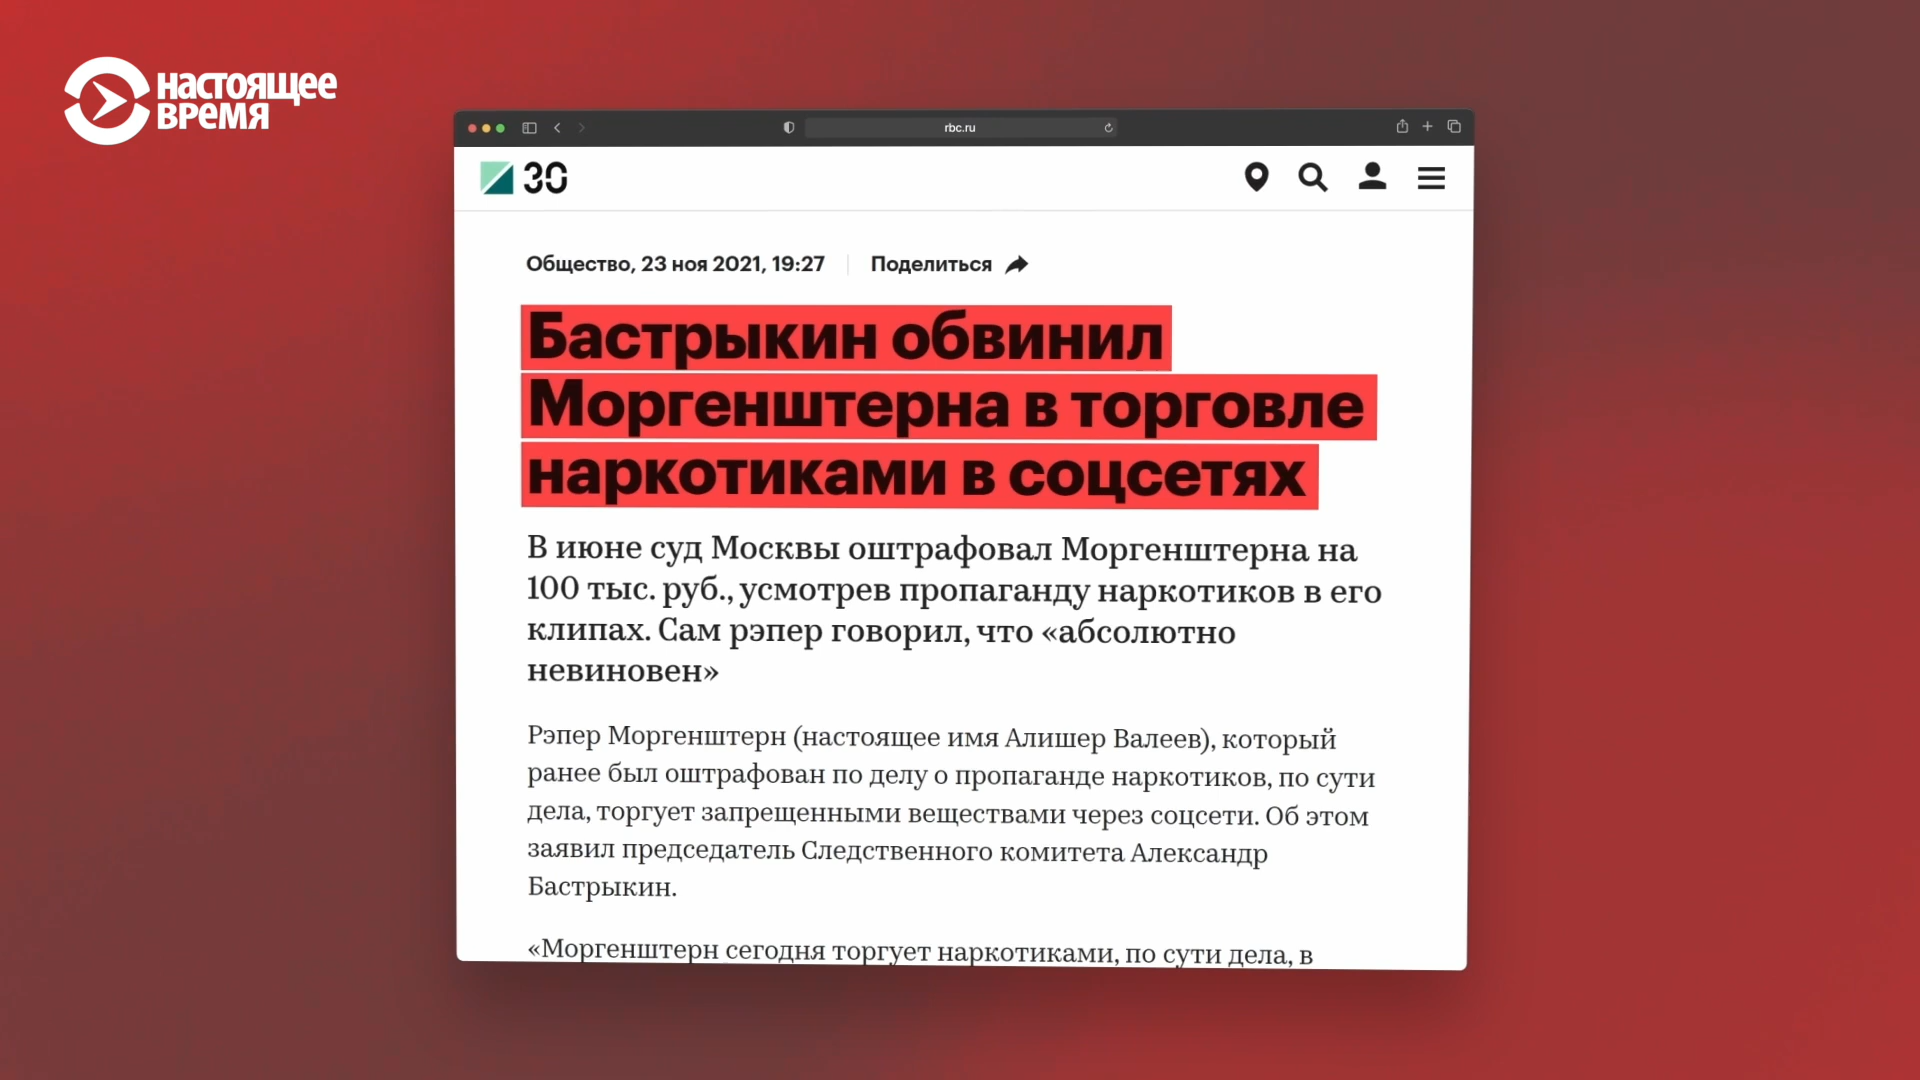 НАСТОЯЩЕЕ
ВРЕМЯ
rbc.ru
30
Общество, 23 ноя 2021, 19:27
Поделиться
Бастрыкин обвинил
Моргенштерна в торговле
наркотиками в соцсетях
В июне суд Москвы оштрафовал Моргенштерна на
100 тыс. руб., усмотрев пропаганду наркотиков в его
клипах. Сам рэпер говорил, что «абсолютно
невиновен»
Рэпер Моргенштерн (настоящее имя Алишер Валеев), который
ранее был оштрафован по делу о пропаганде наркотиков, по сути
дела, торгует запрещенными веществами через соцсети. Об этом
заявил председатель Следственного комитета Александр
Бастрыкин.
«Моргенштерн сегодня торгует наркотиками, по сути дела, в